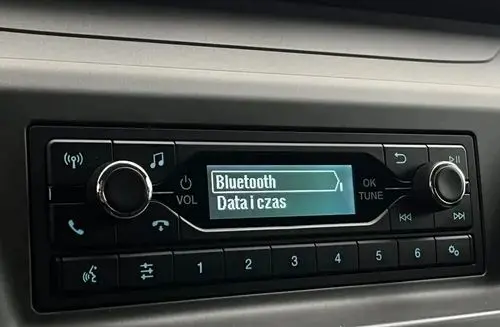 Bluetooth
Data i czas
VOL
OK
TUNE
1 2 3 4 5 6